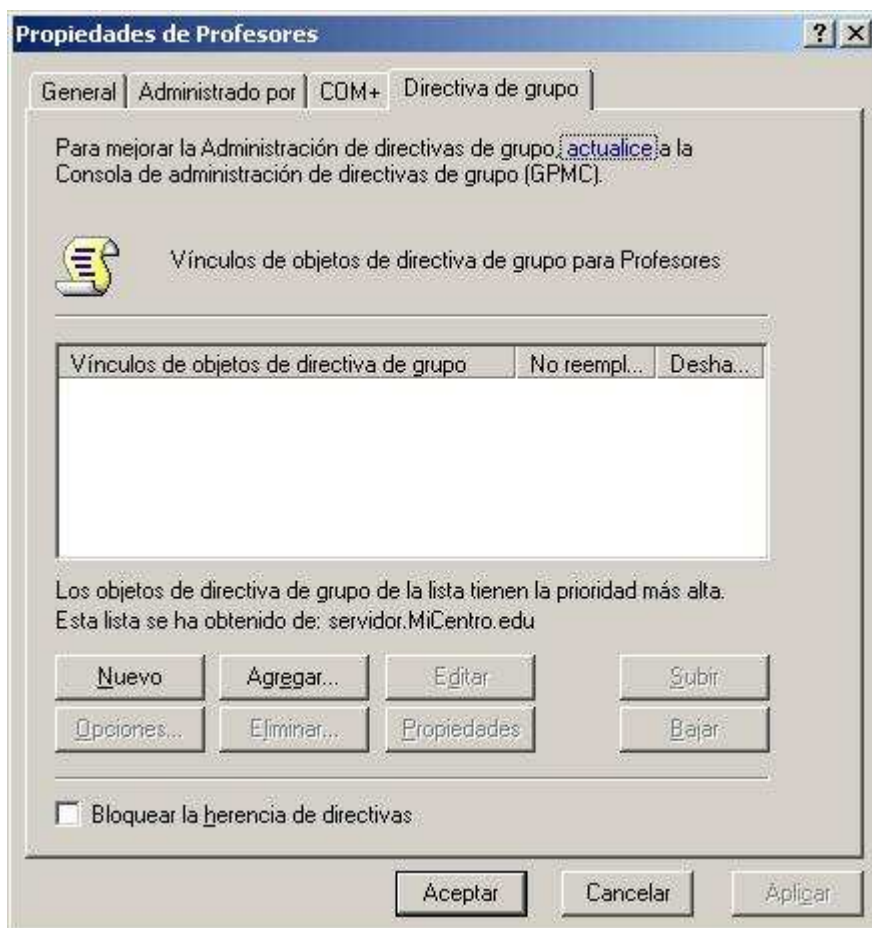 Propiedades de Profesores
?
General
Administrado por
COM+
Directiva de grupo
Para mejorar la Administración de directivas de grupo, actualice a la
Consola de administración de directivas de grupo (GPMC).
Vínculos de objetos de directiva de grupo para Profesores
Vínculos de objetos de directiva de grupo
No reempl...
Desha...
Los objetos de directiva de grupo de la lista tienen la prioridad más alta.
Esta lista se ha obtenido de: servidor.MiCentro.edu
Nuevo
Agregar...
Editar
Subir
Opciones...
Eliminar...
Propiedades
Bajar
Bloquear la herencia de directivas
Aceptar
Cancelar
Aplicar